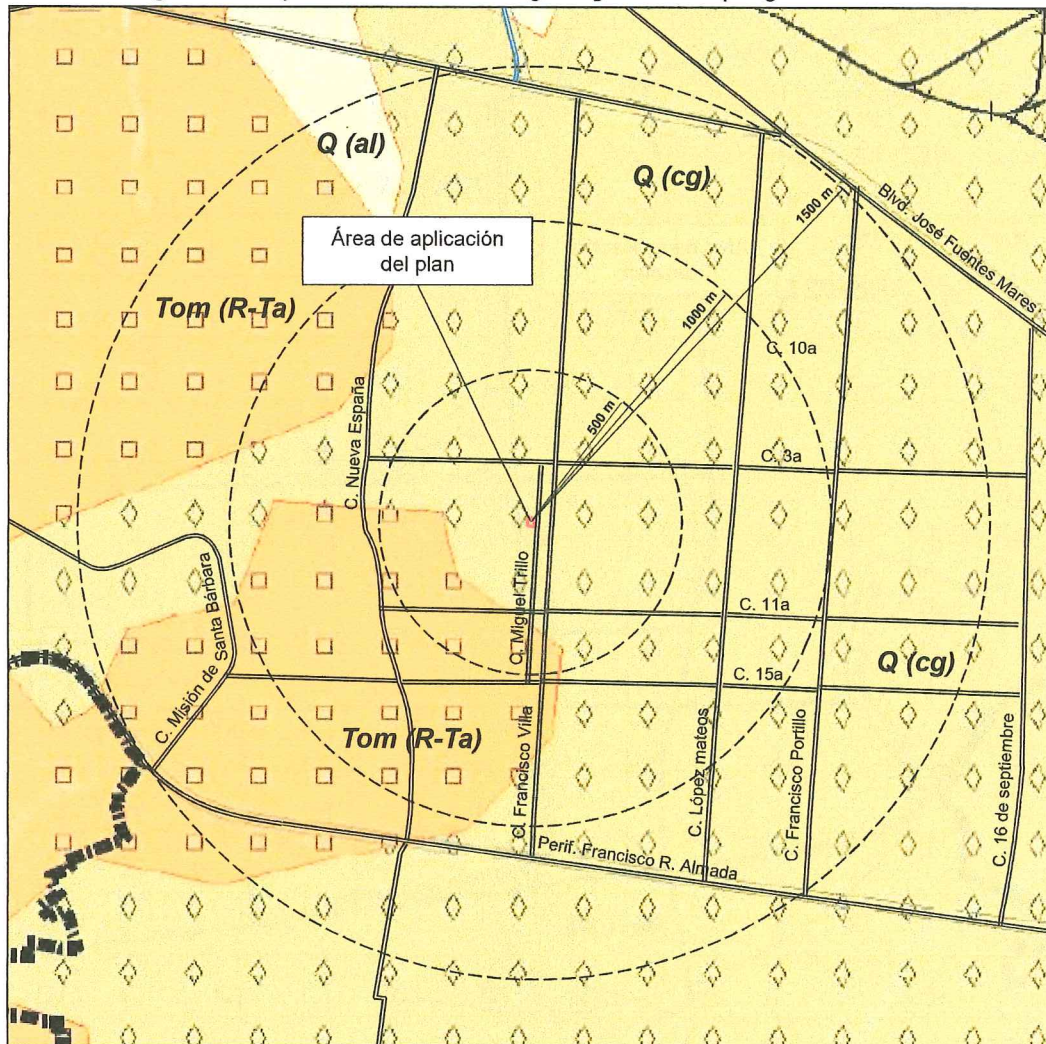 Q (al)
Q (cg)
1500 m
Blvd. José Fuentes Mares
Área de aplicación
del plan
Tom (R-Ta)
1000 m
C. 10a
C. Nueva España
500 m
C. 3a
C. Misión de Santa Bárbara
C. Miguel Trillo
C. 11a
Q (cg)
C. 15a
Tom (R-Ta)
C. Francisco Villa
C. López mateos
C. Francisco Portillo
C. 16 de septiembre
Perif. Francisco R. Almada